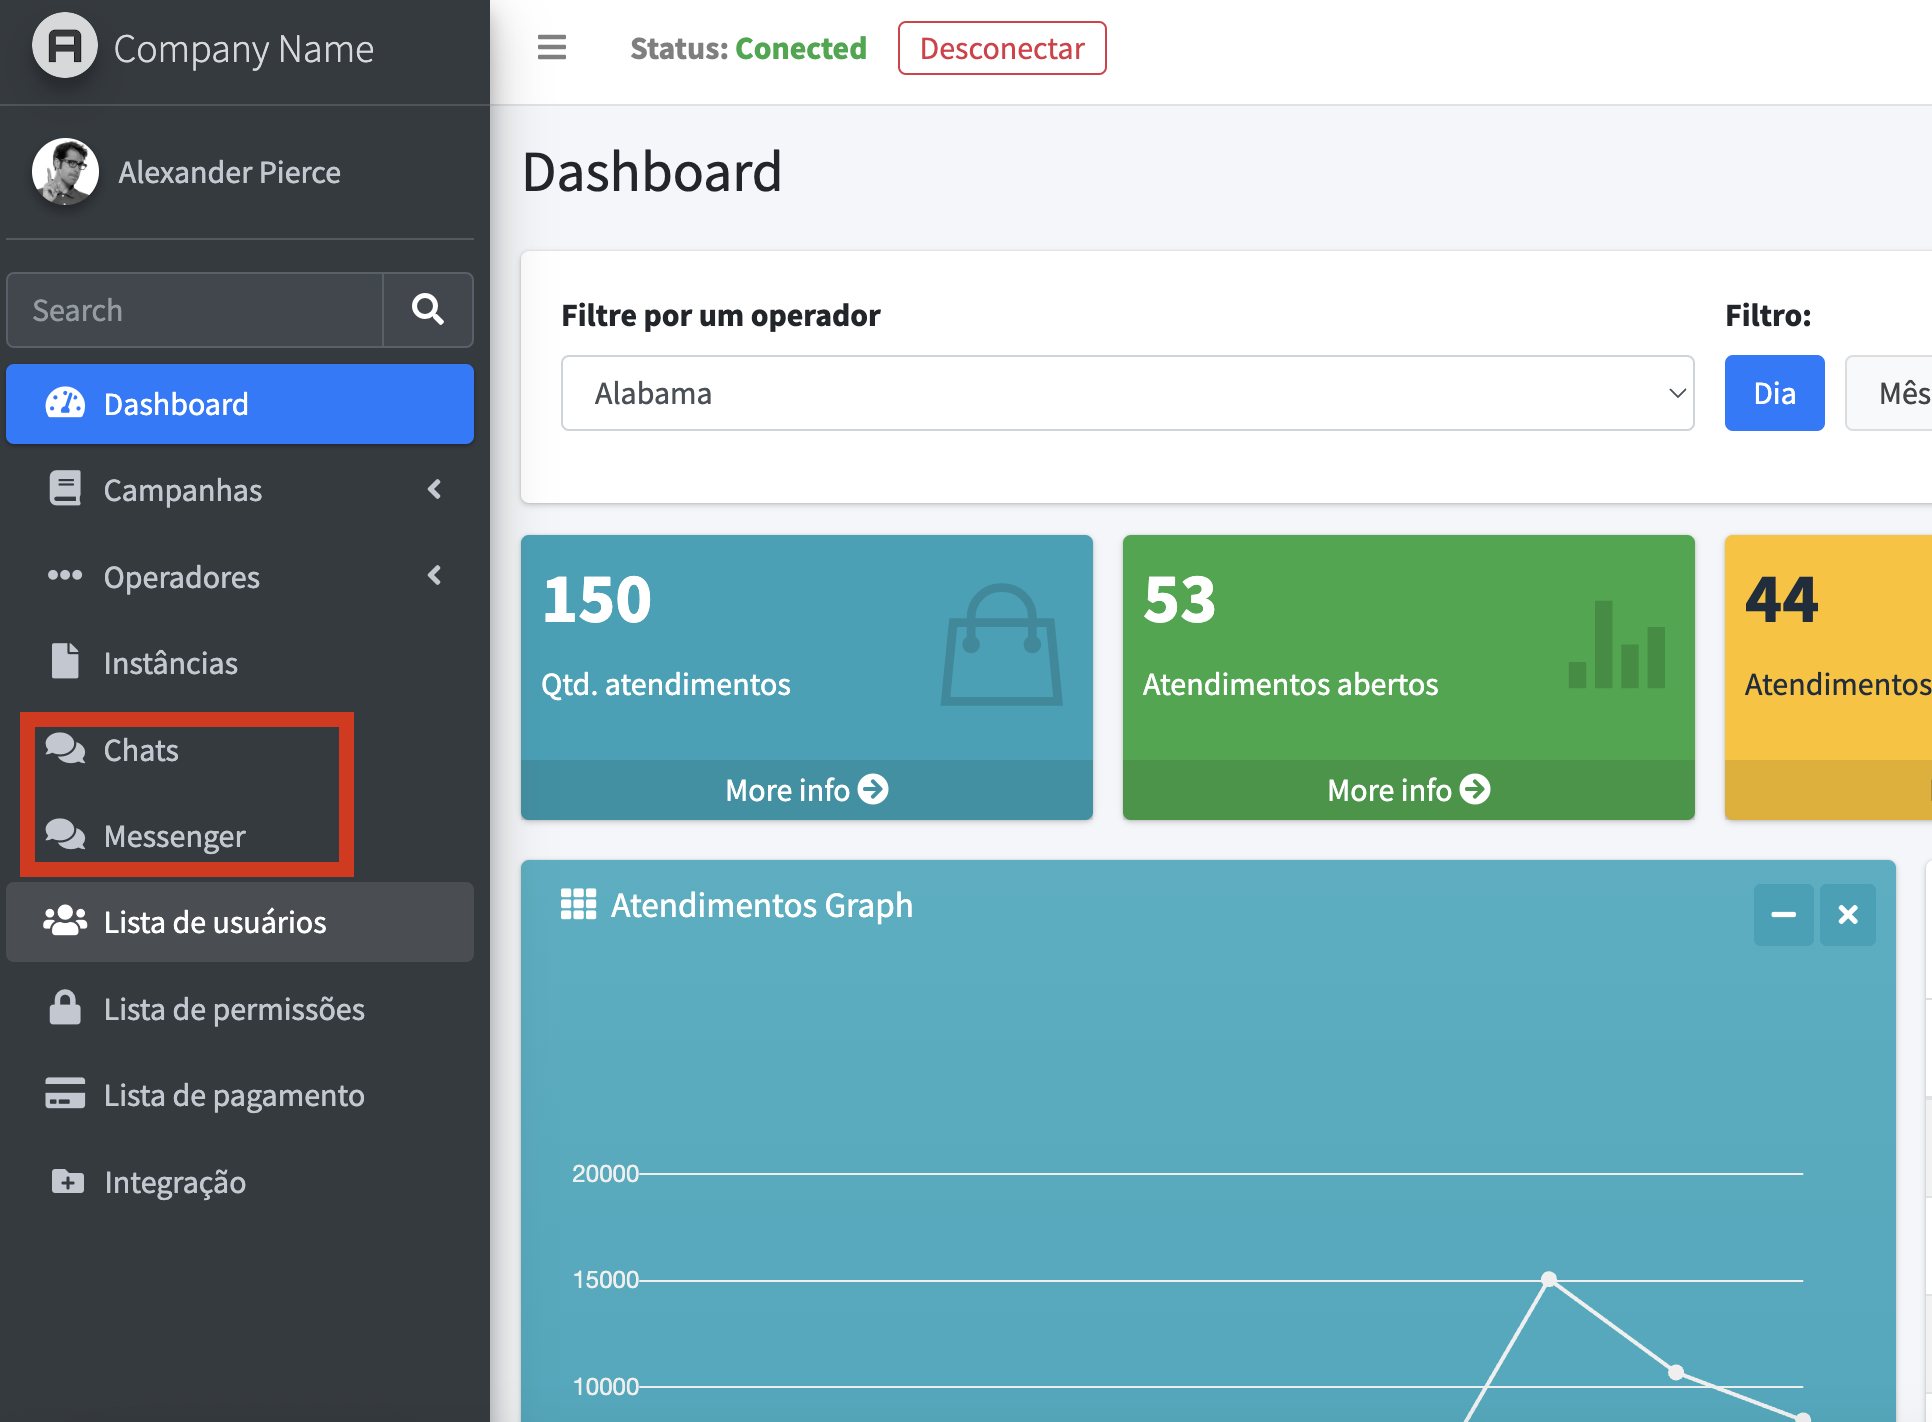 Company Name
Status: Conected
Desconectar
Alexander Pierce
Dashboard
Search
Filtre por um operador
Filtro:
Alabama
Dia
Mês
Dashboard
Campanhas
Operadores
Instâncias
Chats
Messenger
Lista de usuários
Lista de permissões
Lista de pagamento
Integração
150
Qtd. atendimentos
More info
53
Atendimentos abertos
More info
44
Atendimentos
Atendimentos Graph
20000
15000
10000